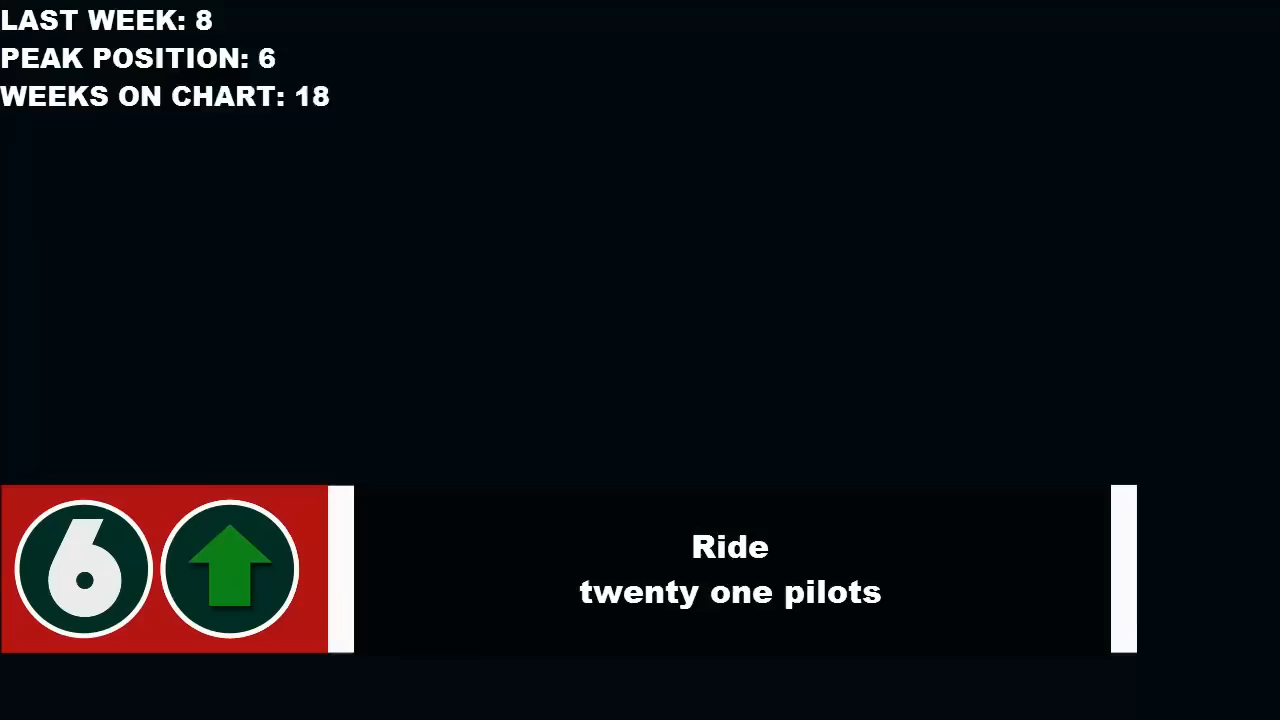 LAST WEEK: 8
PEAK POSITION: 6
WEEKS ON CHART: 18
6
Ride
twenty one pilots